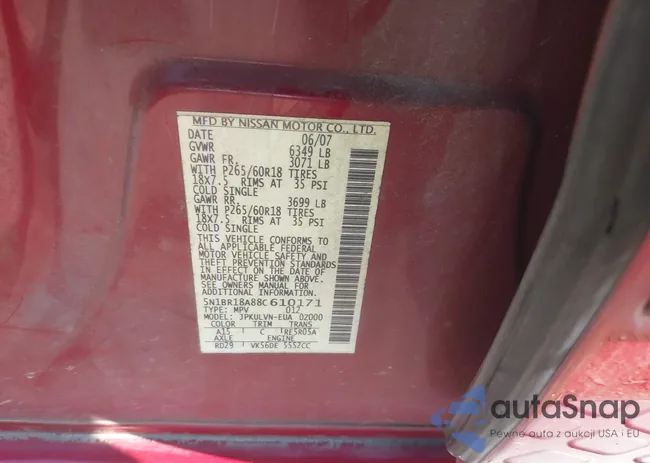 MFD BY NISSAN MOTOR CO., LTD.
DATE 06/07
GVWR 6349 LB
GAWR FR. 3071 LB
WITH P265/60R18 TIRES
18X7.5 RIMS AT 35 PSI
COLD SINGLE
GAWR RR. 3699 LB
WITH P265/60R18 TIRES
18X7.5 RIMS AT 35 PSI
COLD SINGLE
THIS VEHICLE CONFORMS TO
ALL APPLICABLE FEDERAL
MOTOR VEHICLE SAFETY AND
THEFT PREVENTION STANDARDS
IN EFFECT ON THE DATE OF
MANUFACTURE SHOWN ABOVE.
SEE OWNERS MANUAL FOR
ADDITIONAL INFORMATION
5N1BR18A88C610171
TYPE: MPV 012
MODEL: JPKULVN-EUA 02000
COLOR TRIM TRANS
A15 C RE5R05A
AXLE ENGINE
RD29 VK56DE 5552CC
autaSnap
Pewne auta z aukcji USA i EU